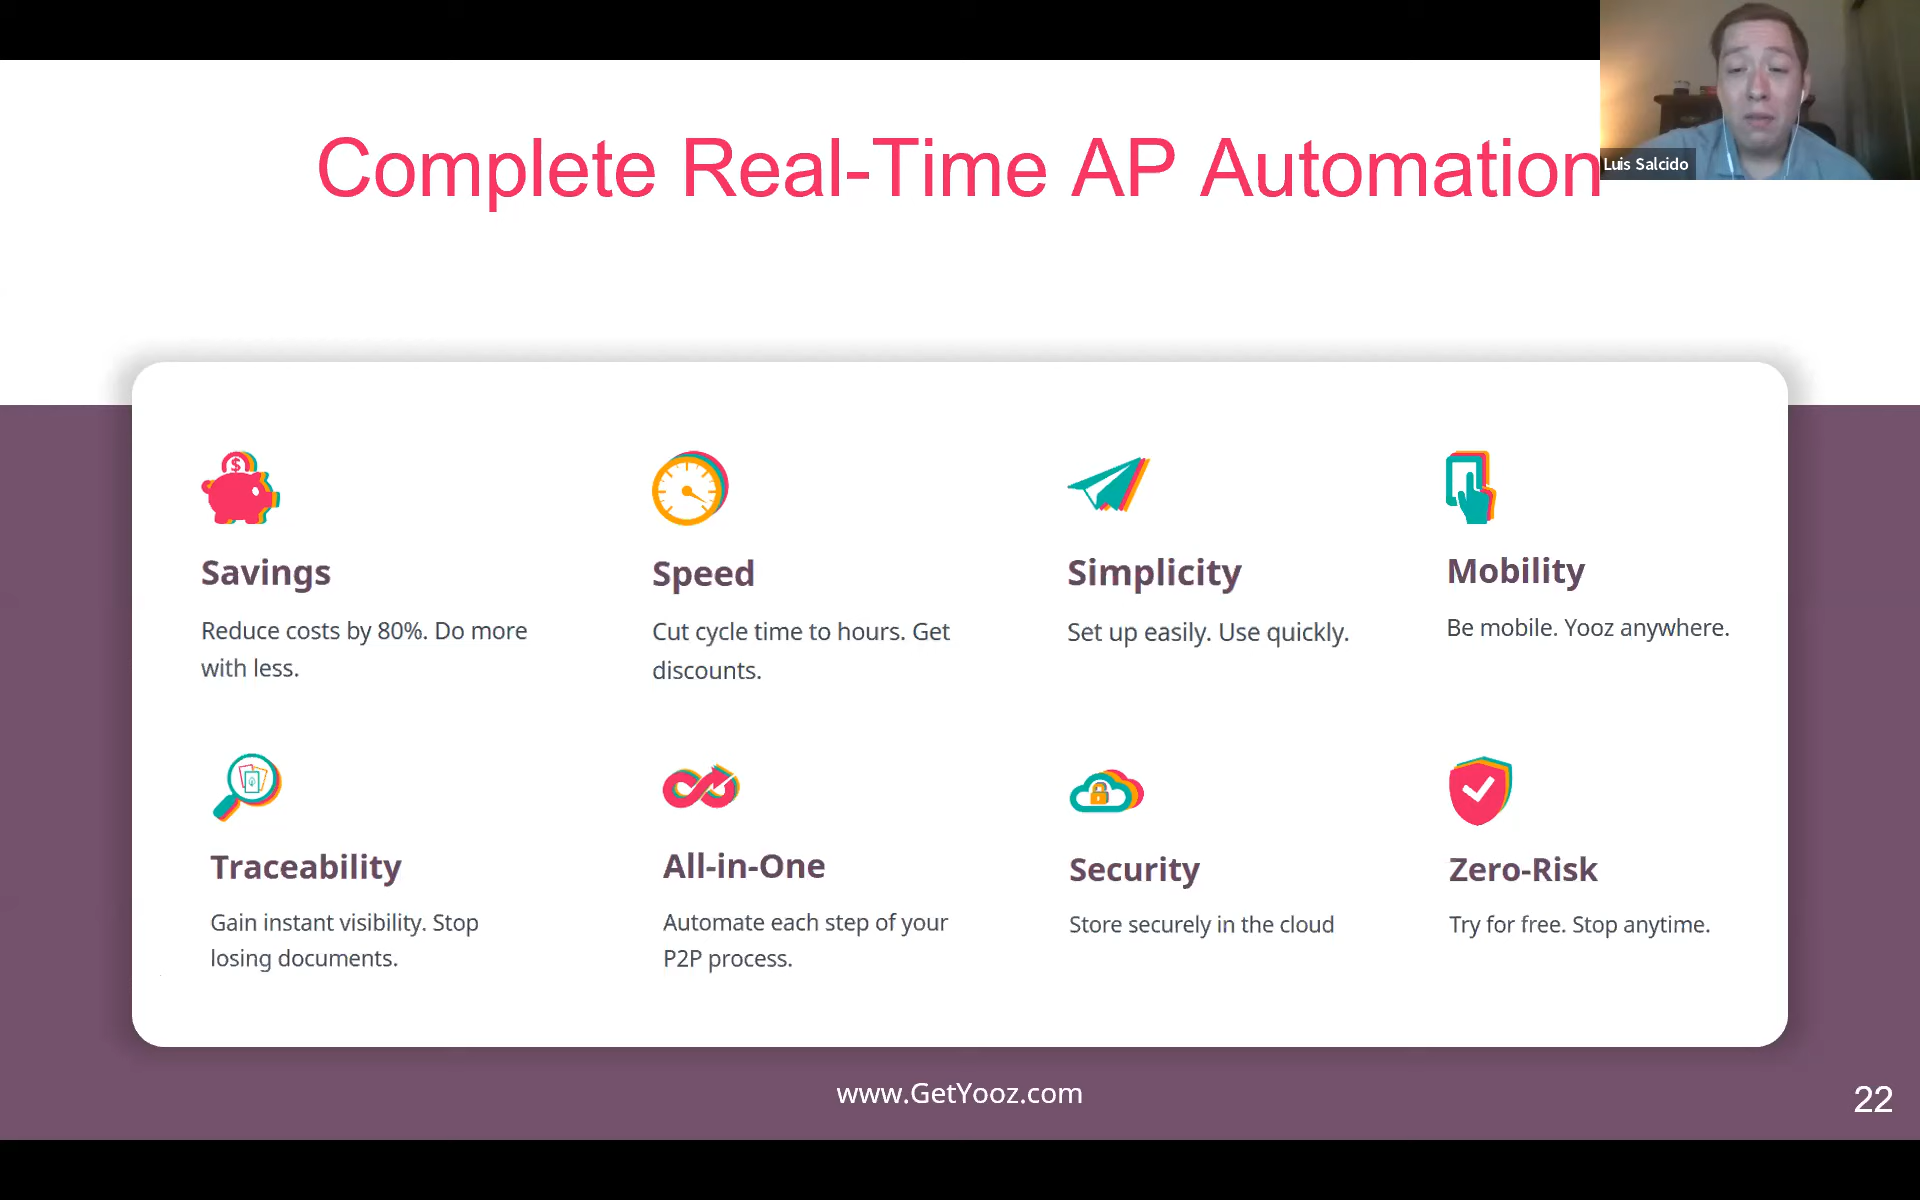 Complete Real-Time AP Automation
Luis Salcido
$
Savings
Reduce costs by 80%. Do more
with less.
Speed
Cut cycle time to hours. Get
discounts.
Simplicity
Set up easily. Use quickly.
Mobility
Be mobile. Yooz anywhere.
Traceability
Gain instant visibility. Stop
losing documents.
All-in-One
Automate each step of your
P2P process.
Security
Store securely in the cloud
Zero-Risk
Try for free. Stop anytime.
www.GetYooz.com
22